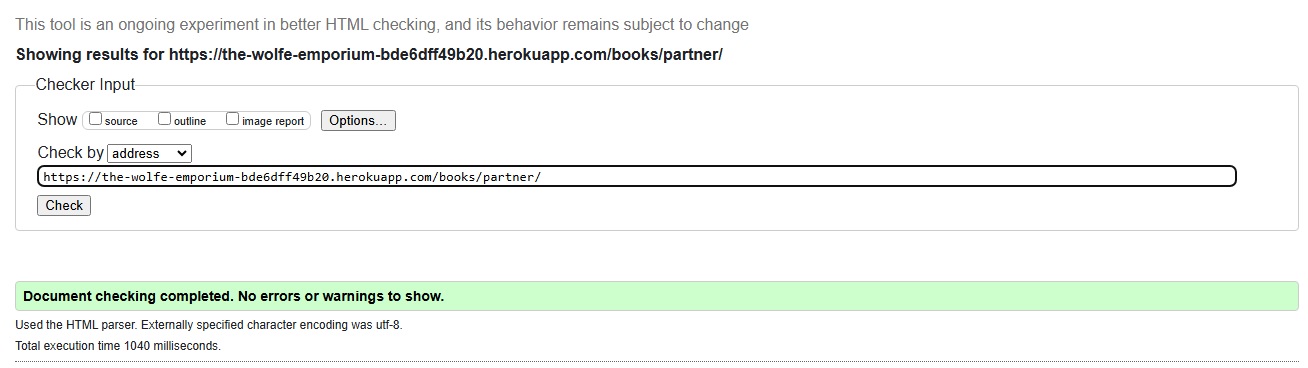 This tool is an ongoing experiment in better HTML checking, and its behavior remains subject to change
Showing results for https://the-wolfe-emporium-bde6dff49b20.herokuapp.com/books/partner/
Checker Input
Show source outline image report Options...
Check by address
https://the-wolfe-emporium-bde6dff49b20.herokuapp.com/books/partner/
Check
Document checking completed. No errors or warnings to show.
Used the HTML parser. Externally specified character encoding was utf-8.
Total execution time 1040 milliseconds.